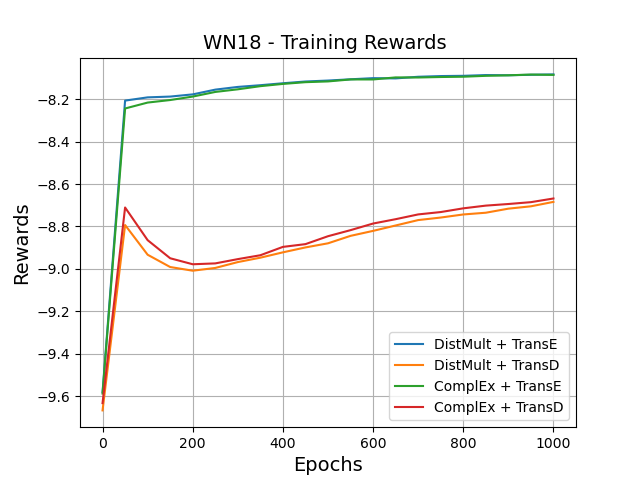 WN18 - Training Rewards
Rewards
−8.2
−8.4
−8.6
−8.8
−9.0
−9.2
−9.4
−9.6
0
200
400
600
800
1000
Epochs
DistMult + TransE
DistMult + TransD
ComplEx + TransE
ComplEx + TransD